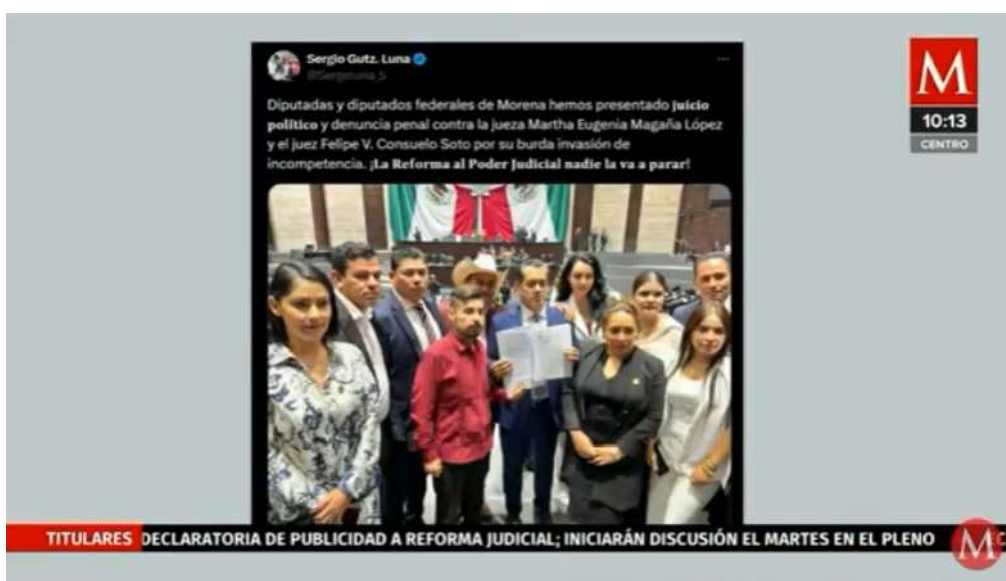 Sergio Gutz. Luna
@Sergeluna_S
Diputadas y diputados federales de Morena hemos presentado juicio
político y denuncia penal contra la jueza Martha Eugenia Magaña López
y el juez Felipe V. Consuelo Soto por su burda invasión de
incompetencia. ¡La Reforma al Poder Judicial nadie la va a parar!
M
10:13
CENTRO
TITULARES DECLARATORIA DE PUBLICIDAD A REFORMA JUDICIAL; INICIARÁN DISCUSIÓN EL MARTES EN EL PLENO
M